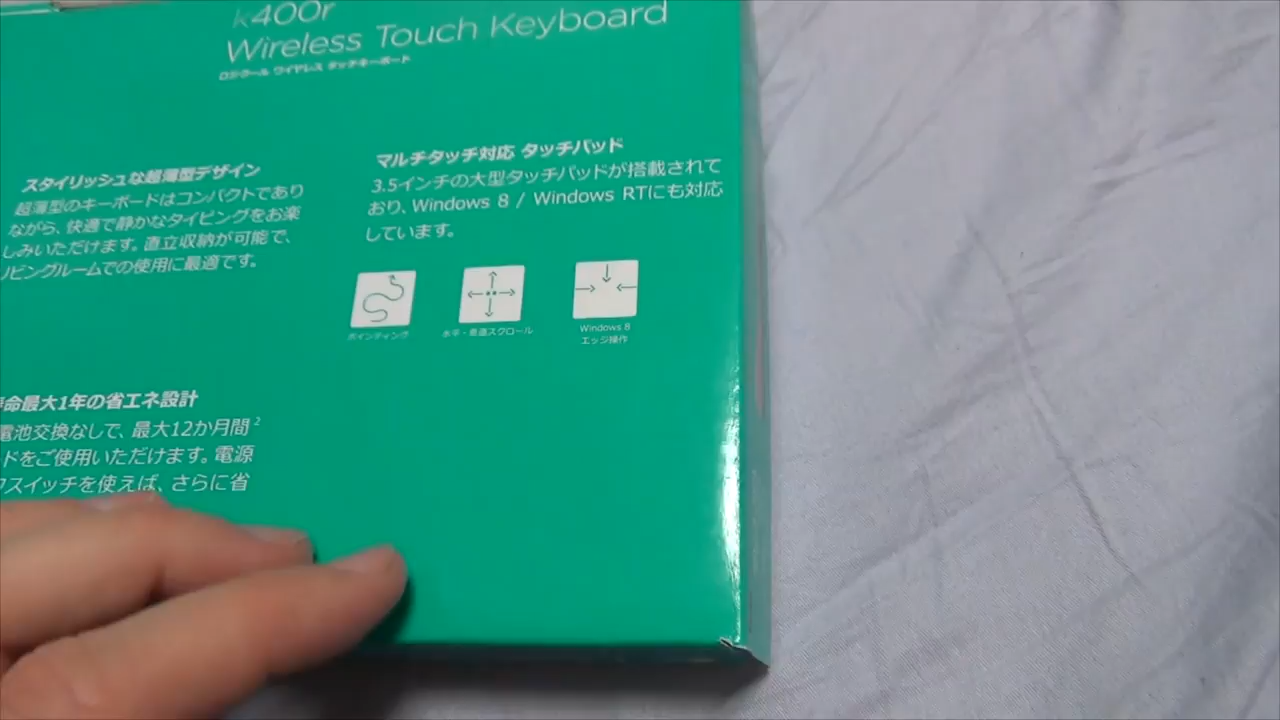 k400r
Wireless Touch Keyboard
ロジクール ワイヤレス タッチキーボード
スタイリッシュな超薄型デザイン
超薄型のキーボードはコンパクトであり
ながら、快適で静かなタイピングをお楽
しみいただけます。直立収納が可能で、
リビングルームでの使用に最適です。
マルチタッチ対応 タッチパッド
3.5インチの大型タッチパッドが搭載されて
おり、Windows 8 / Windows RTにも対応
しています。
ポインティング
水平・垂直スクロール
Windows 8
エッジ操作
命最大1年の省エネ設計
電池交換なしで、最大12か月間2
ドをご使用いただけます。電源
スイッチを使えば、さらに省